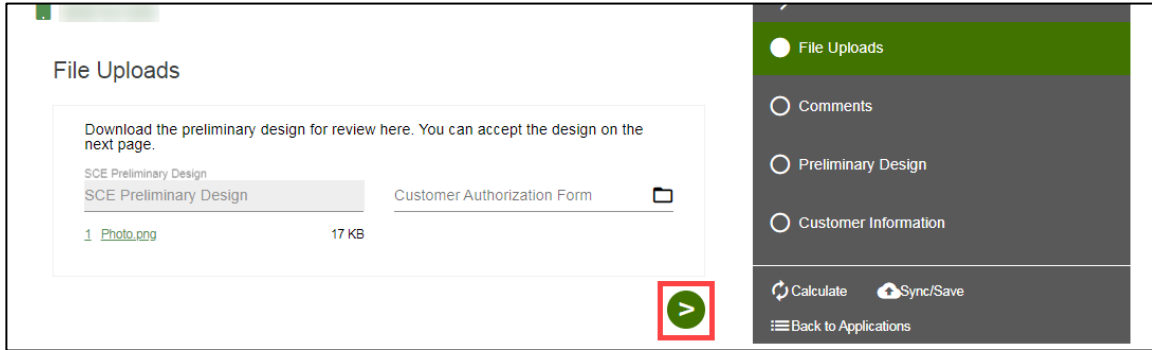 File Uploads
Download the preliminary design for review here. You can accept the design on the
next page.
SCE Preliminary Design
SCE Preliminary Design
Customer Authorization Form
1 Photo.png 17 KB
>
File Uploads
Comments
Preliminary Design
Customer Information
Calculate Sync/Save
Back to Applications